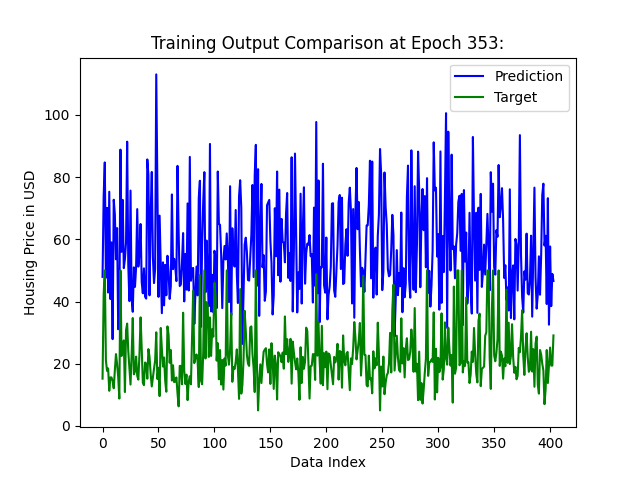 Training Output Comparison at Epoch 353:
Prediction
Target
Housing Price in USD
100
80
60
40
20
0
0 50 100 150 200 250 300 350 400
Data Index